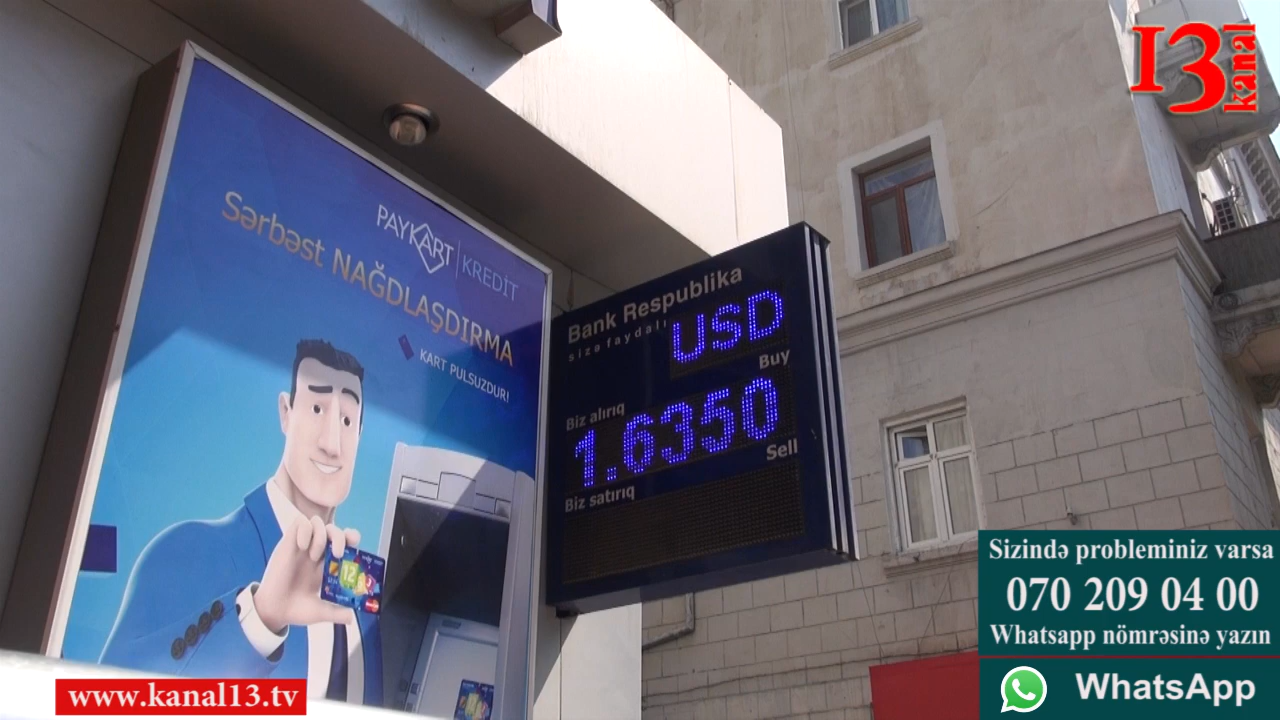 13
kanal
PAYKART KREDİT
Sərbəst NAĞDLAŞDIRMA
KART PULSUZDUR!
Bank Respublika
sizə faydalı
USD
Buy
Biz alırıq
1.6350
Sell
Biz satırıq
Sizində probleminiz varsa
070 209 04 00
Whatsapp nömrəsinə yazın
WhatsApp
www.kanal13.tv